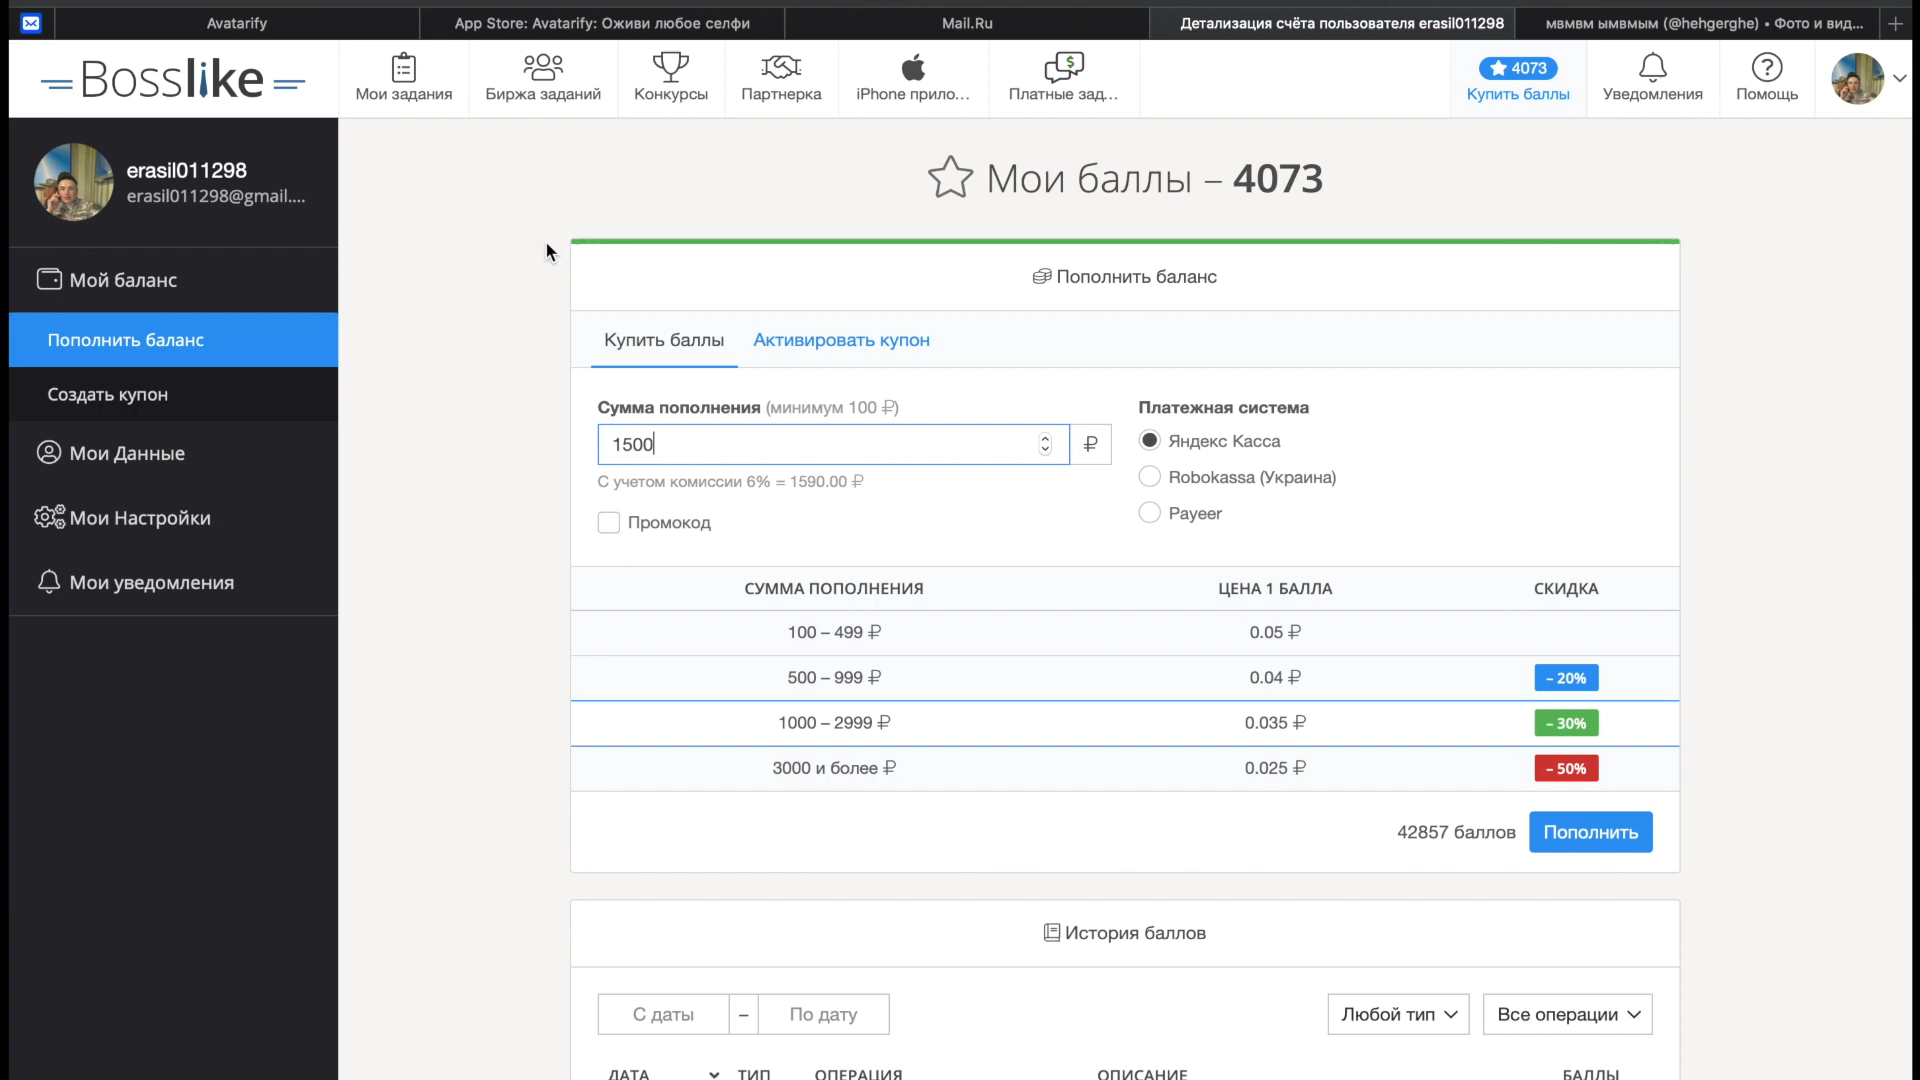 Avatarify
App Store: Avatarify: Оживи любое селфи
Mail.Ru
Детализация счёта пользователя erasil011298
мвмвм ымвмым (@hehgerghe) • Фото и вид...
Bosslike
Мои задания
Биржа заданий
Конкурсы
Партнерка
iPhone прило...
Платные зад...
4073
Купить баллы
Уведомления
Помощь
erasil011298
erasil011298@gmail....
Мой баланс
Пополнить баланс
Создать купон
Мои Данные
Мои Настройки
Мои уведомления
Мои баллы – 4073
Пополнить баланс
Купить баллы Активировать купон
Сумма пополнения (минимум 100 ₽)
1500 ₽
С учетом комиссии 6% = 1590.00 ₽
Промокод
Платежная система
Яндекс Касса
Robokassa (Украина)
Payeer
СУММА ПОПОЛНЕНИЯ ЦЕНА 1 БАЛЛА СКИДКА
100 – 499 ₽ 0.05 ₽
500 – 999 ₽ 0.04 ₽ – 20%
1000 – 2999 ₽ 0.035 ₽ – 30%
3000 и более ₽ 0.025 ₽ – 50%
42857 баллов Пополнить
История баллов
С даты – По дату Любой тип Все операции
ДАТА ТИП ОПЕРАЦИЯ ОПИСАНИЕ БАЛЛЫ